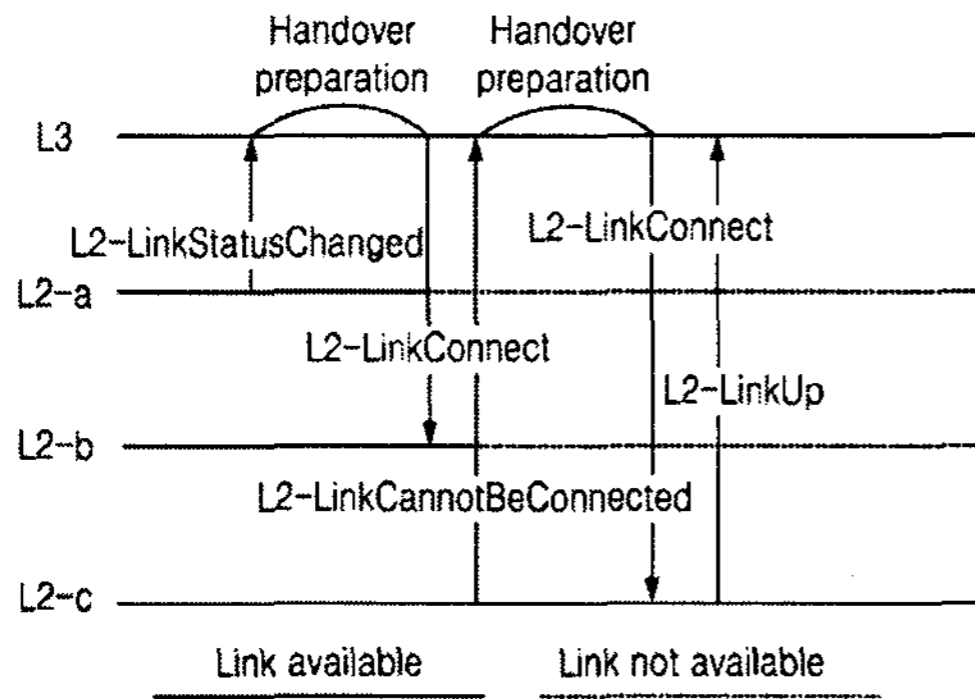 Handover preparation
Handover preparation
L3
L2-LinkStatusChanged
L2-LinkConnect
L2-a
L2-LinkConnect
L2-LinkUp
L2-b
L2-LinkCannotBeConnected
L2-c
Link available
Link not available